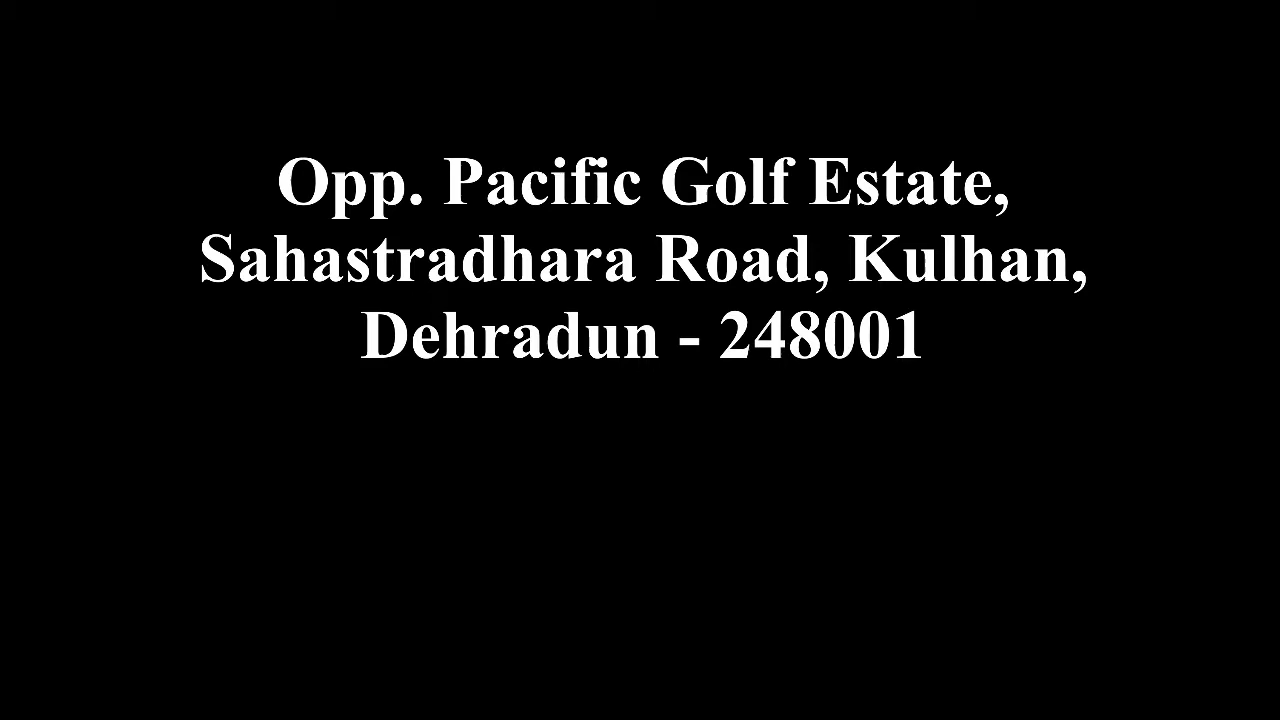 Opp. Pacific Golf Estate,
Sahastradhara Road, Kulhan,
Dehradun - 248001